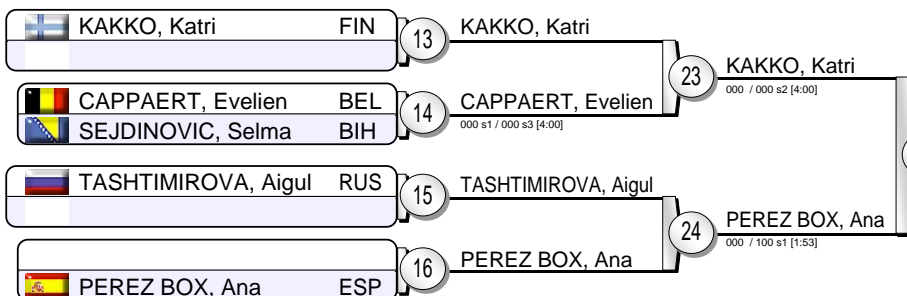 KAKKO, Katri FIN
13
KAKKO, Katri
CAPPAERT, Evelien BEL
SEJDINOVIC, Selma BIH
14
CAPPAERT, Evelien
000 s1 / 000 s3 [4:00]
23
KAKKO, Katri
000 / 000 s2 [4:00]
TASHTIMIROVA, Aigul RUS
15
TASHTIMIROVA, Aigul
PEREZ BOX, Ana ESP
16
PEREZ BOX, Ana
24
PEREZ BOX, Ana
000 / 100 s1 [1:53]